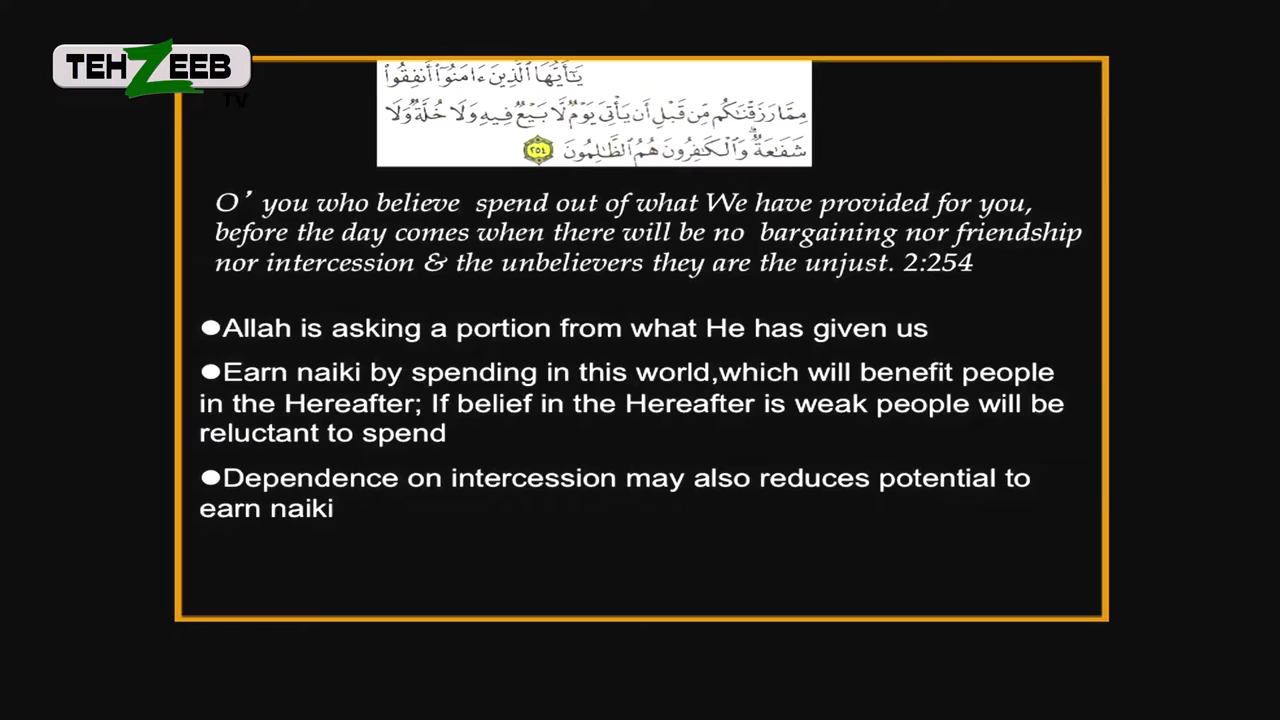 TEHZEEB
TV
يَـٰٓأَيُّهَا ٱلَّذِينَ ءَامَنُوٓا۟ أَنفِقُوا۟
مِمَّا رَزَقْنَـٰكُم مِّن قَبْلِ أَن يَأْتِىَ يَوْمٌ لَّا بَيْعٌ فِيهِ وَلَا خُلَّةٌ وَلَا
شَفَـٰعَةٌ ۗ وَٱلْكَـٰفِرُونَ هُمُ ٱلظَّـٰلِمُونَ ٢٥٤
O’ you who believe spend out of what We have provided for you,
before the day comes when there will be no bargaining nor friendship
nor intercession & the unbelievers they are the unjust. 2:254
●Allah is asking a portion from what He has given us
●Earn naiki by spending in this world,which will benefit people
in the Hereafter; If belief in the Hereafter is weak people will be
reluctant to spend
●Dependence on intercession may also reduces potential to
earn naiki